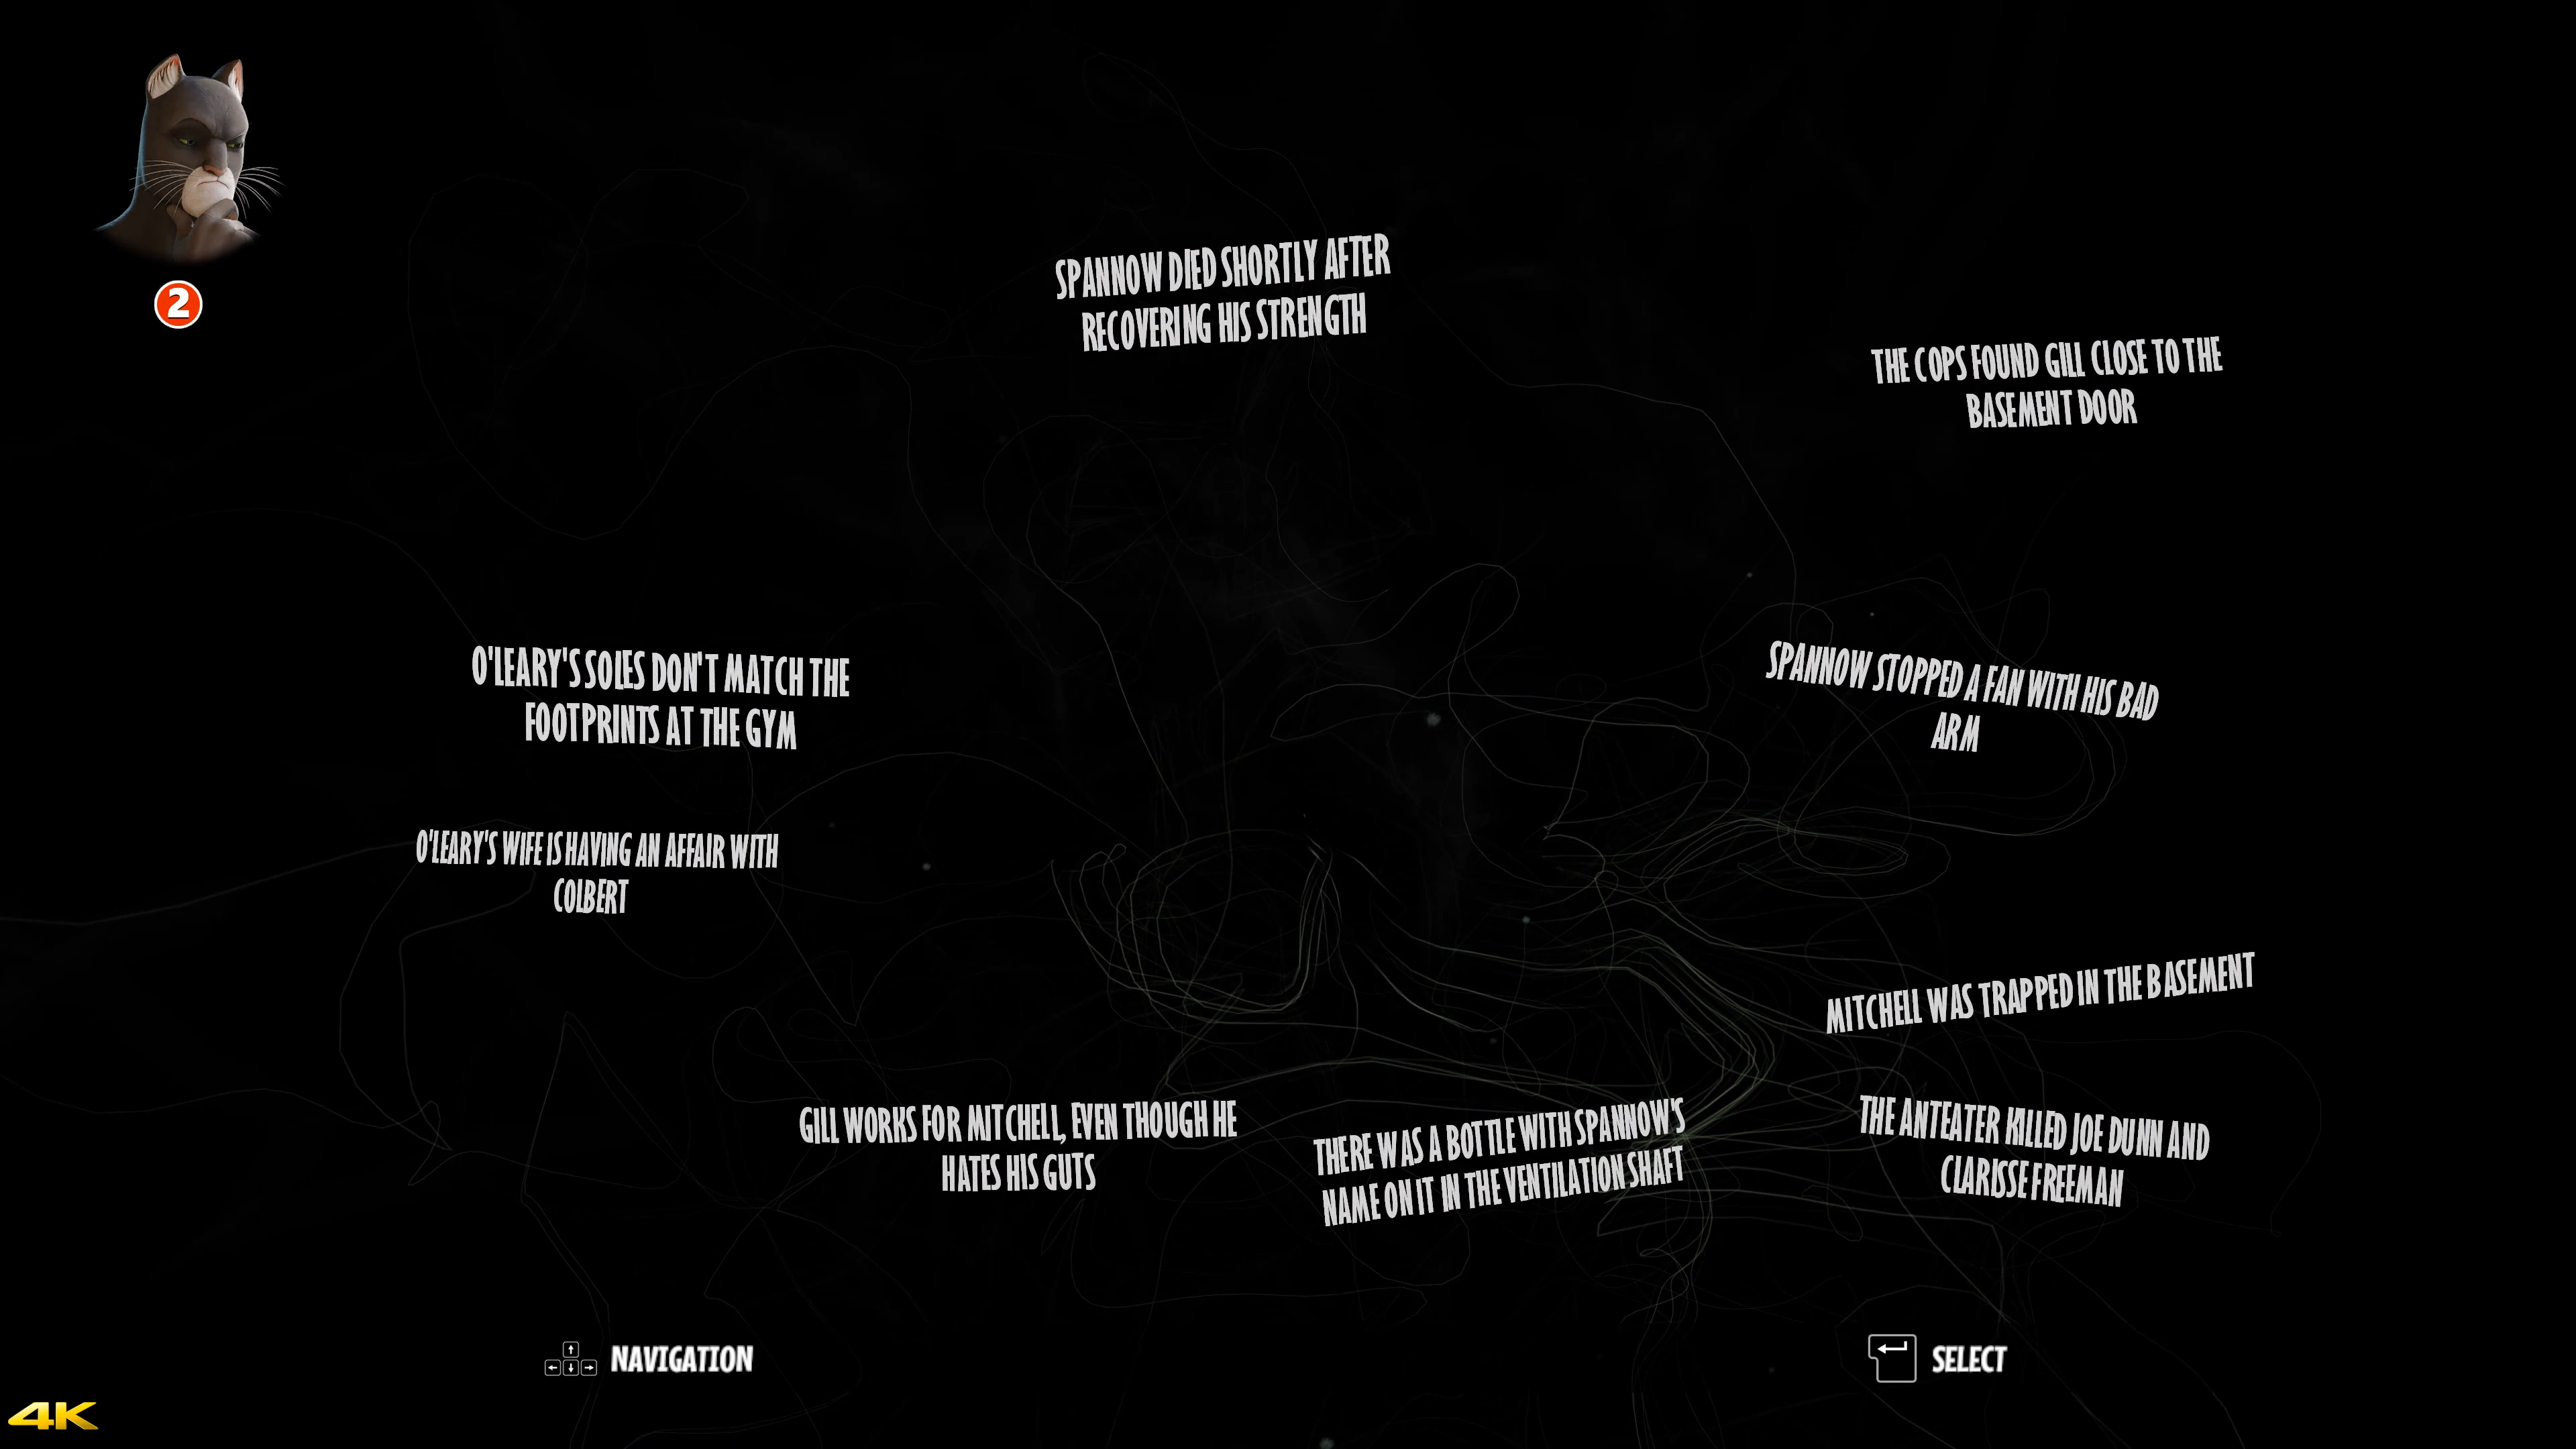 2
SPANNOW DIED SHORTLY AFTER
RECOVERING HIS STRENGTH
THE COPS FOUND GILL CLOSE TO THE
BASEMENT DOOR
O'LEARY'S SOLES DON'T MATCH THE
FOOTPRINTS AT THE GYM
SPANNOW STOPPED A FAN WITH HIS BAD
ARM
O'LEARY'S WIFE IS HAVING AN AFFAIR WITH
COLBERT
MITCHELL WAS TRAPPED IN THE BASEMENT
GILL WORKS FOR MITCHELL, EVEN THOUGH HE
HATES HIS GUTS
THERE WAS A BOTTLE WITH SPANNOW'S
NAME ON IT IN THE VENTILATION SHAFT
THE ANTEATER KILLED JOE DUNN AND
CLARISSE FREEMAN
NAVIGATION
SELECT
4K